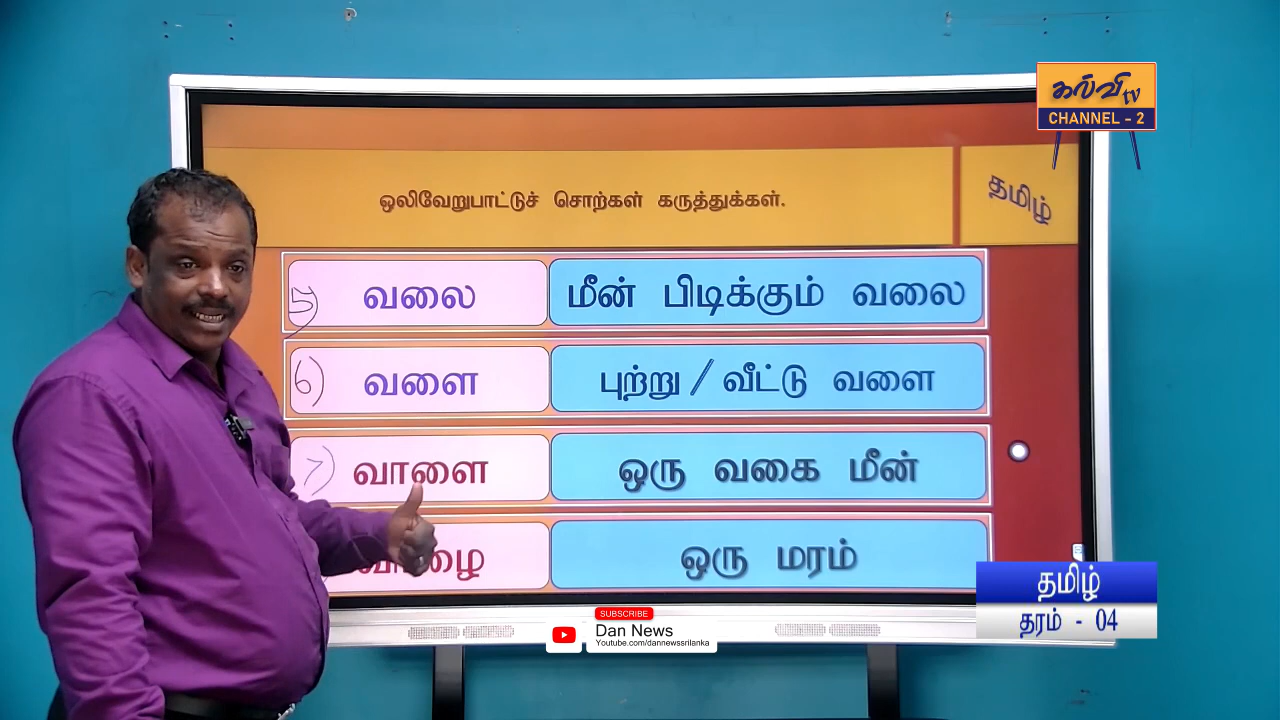 கல்வி tv
CHANNEL - 2
ஒலிவேறுபாட்டுச் சொற்கள் கருத்துக்கள்.
தமிழ்
5) வலை மீன் பிடிக்கும் வலை
6) வளை புற்று / வீட்டு வளை
7) வாளை ஒரு வகை மீன்
வாழை ஒரு மரம்
தமிழ்
தரம் - 04
SUBSCRIBE
Dan News
Youtube.com/dannewssrilanka